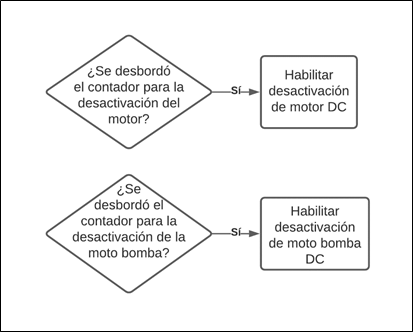 ¿Se desbordó
el contador para la
desactivación del
motor?
Sí
Habilitar
desactivación
de motor DC
¿Se
desbordó el
contador para la
desactivación de la
moto bomba?
Sí
Habilitar
desactivación
de moto bomba
DC